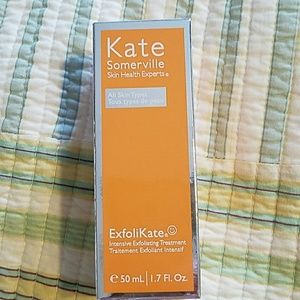 Kate
Somerville
Skin Health Experts®
All Skin Types
Tous types de peau
ExfoliKate®
Intensive Exfoliating Treatment
Traitement Exfoliant Intensif
℮ 50 mL | 1.7 Fl. Oz.